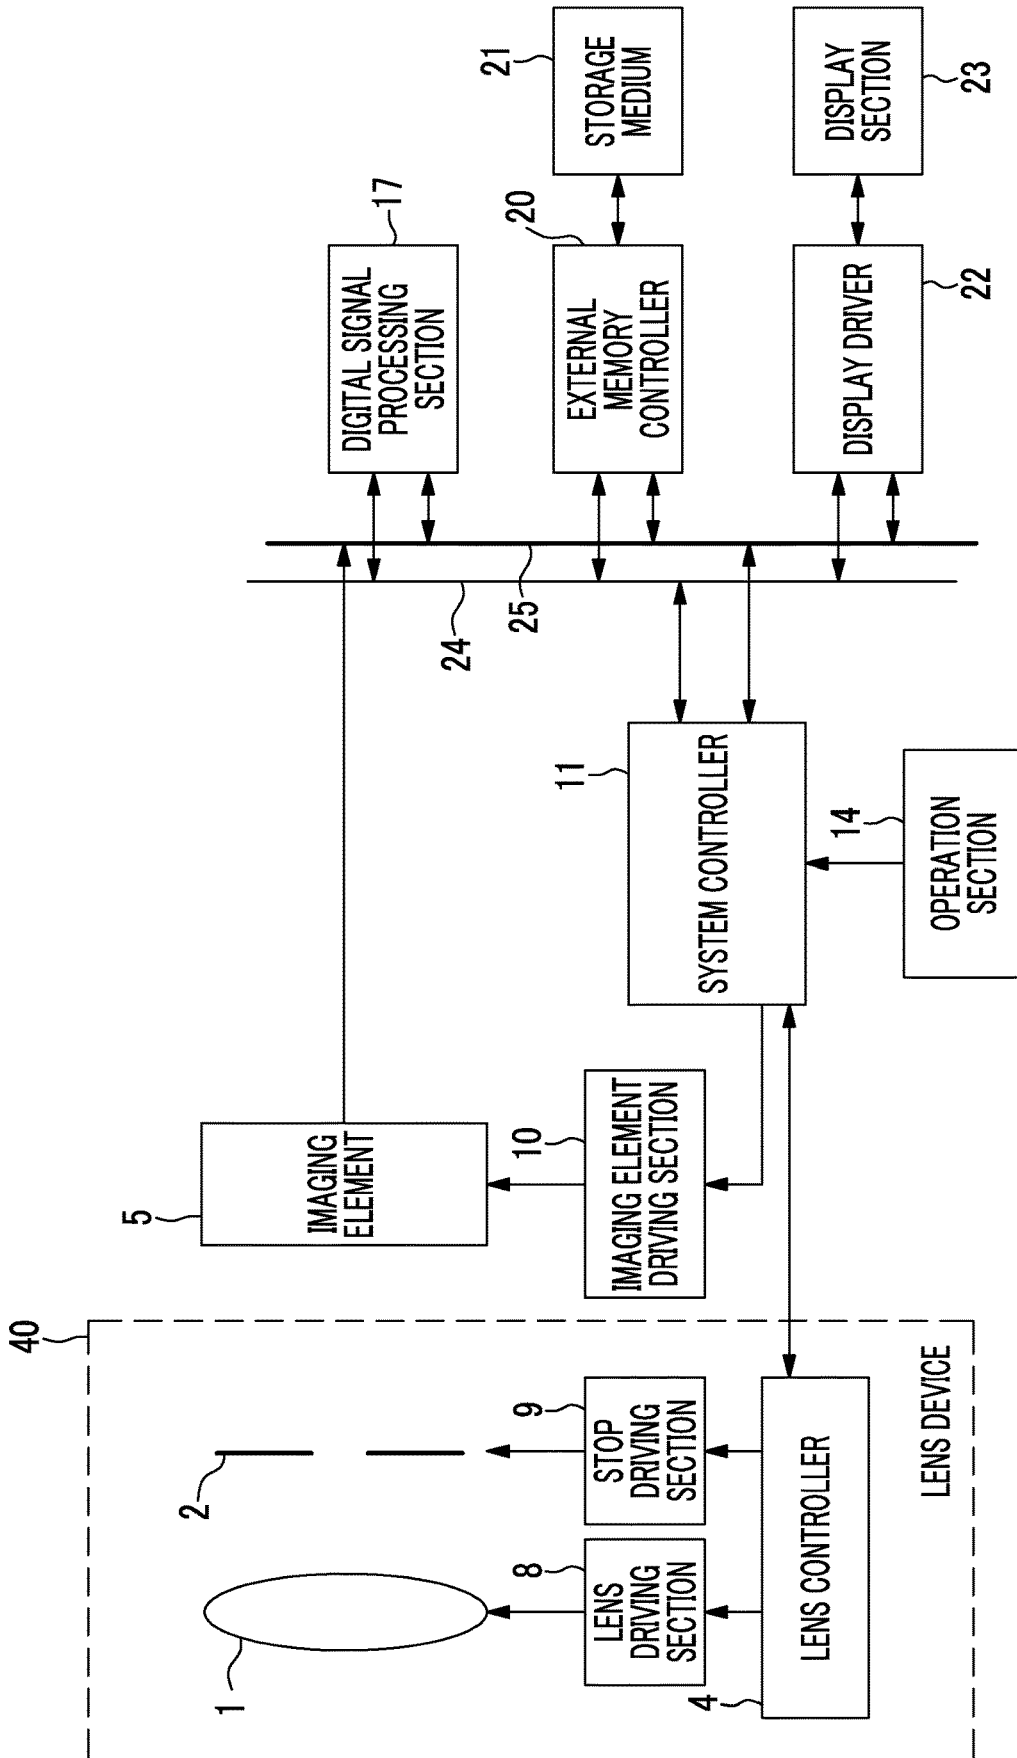 40
1
2
5
IMAGING
ELEMENT
17
DIGITAL SIGNAL
PROCESSING
SECTION
24
25
8
LENS
DRIVING
SECTION
9
STOP
DRIVING
SECTION
10
IMAGING ELEMENT
DRIVING SECTION
11
SYSTEM CONTROLLER
20
EXTERNAL
MEMORY
CONTROLLER
21
STORAGE
MEDIUM
4
LENS CONTROLLER
LENS DEVICE
14
OPERATION
SECTION
DISPLAY DRIVER
22
DISPLAY
SECTION
23